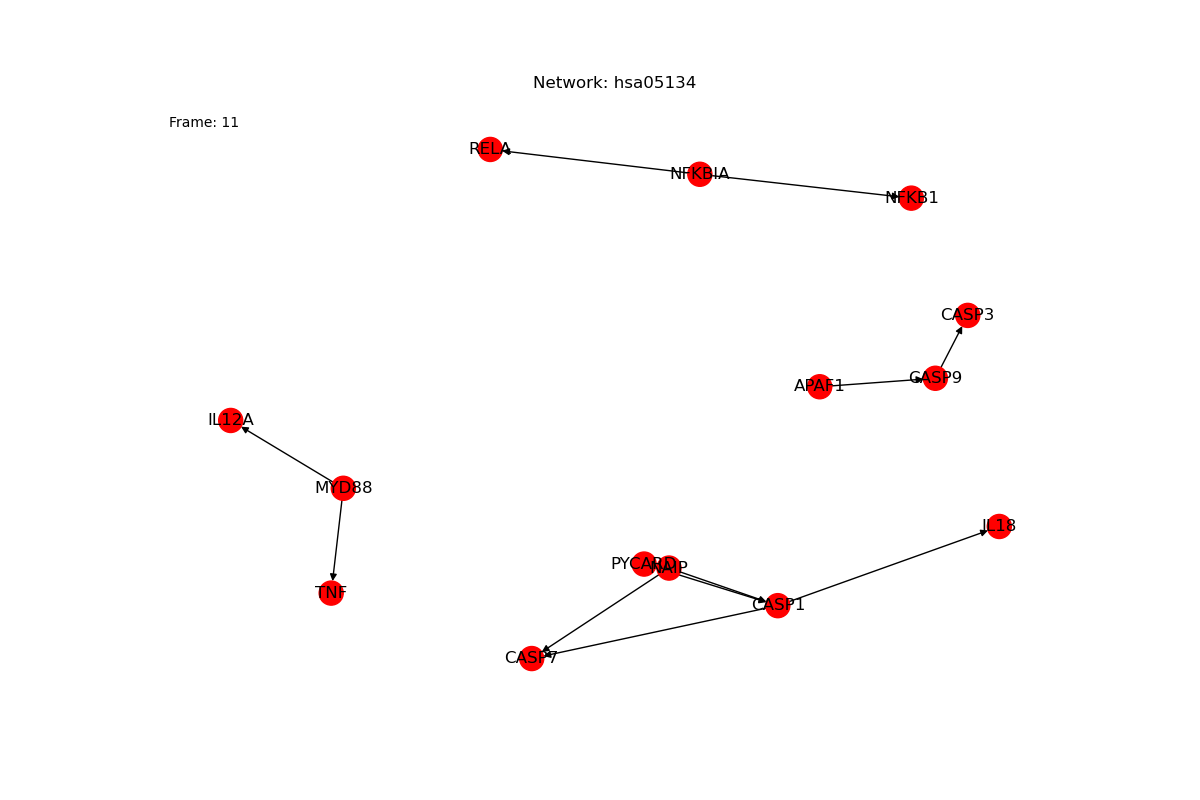 Network: hsa05134
Frame: 11
RELA
NFKBIA
NFKB1
CASP3
CASP9
APAF1
IL12A
MYD88
IL18
PYCARD
NAIP
TNF
CASP1
CASP7